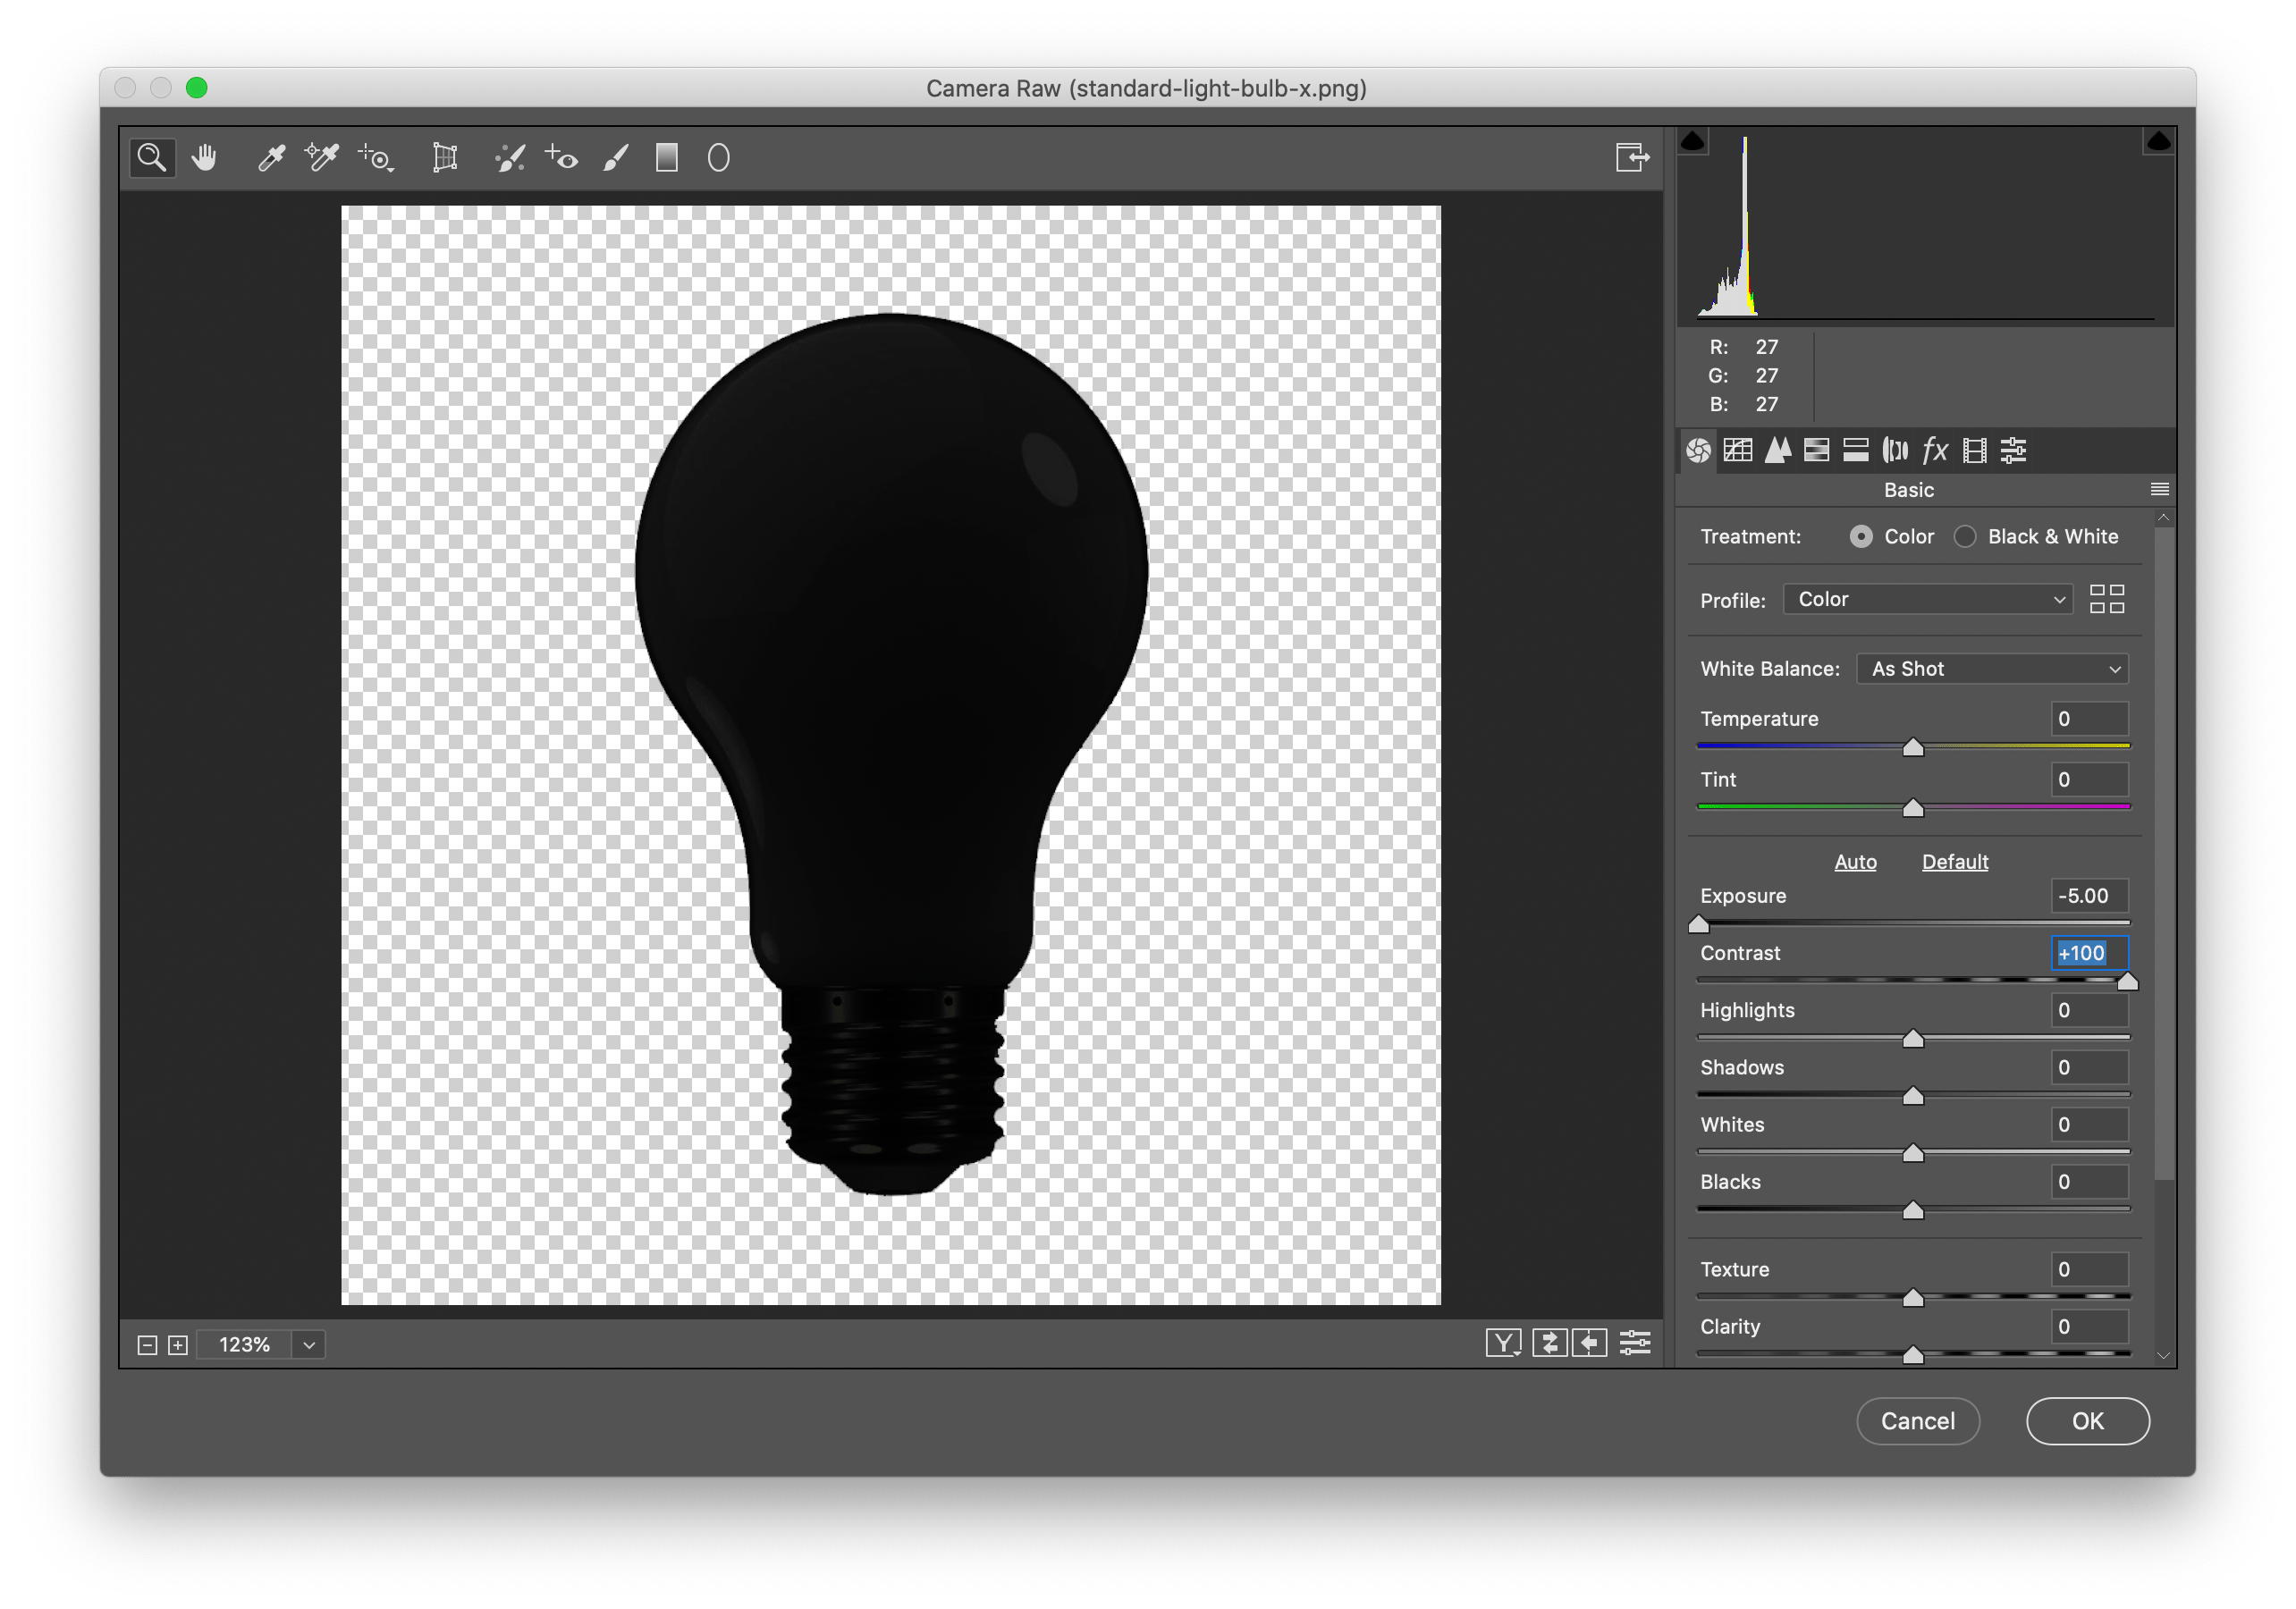 Camera Raw (standard-light-bulb-x.png)
R: 27
G: 27
B: 27
fx
Basic
Treatment: Color Black & White
Profile: Color
White Balance: As Shot
Temperature 0
Tint 0
Auto Default
Exposure -5.00
Contrast +100
Highlights 0
Shadows 0
Whites 0
Blacks 0
Texture 0
Clarity 0
123% Y
Cancel OK